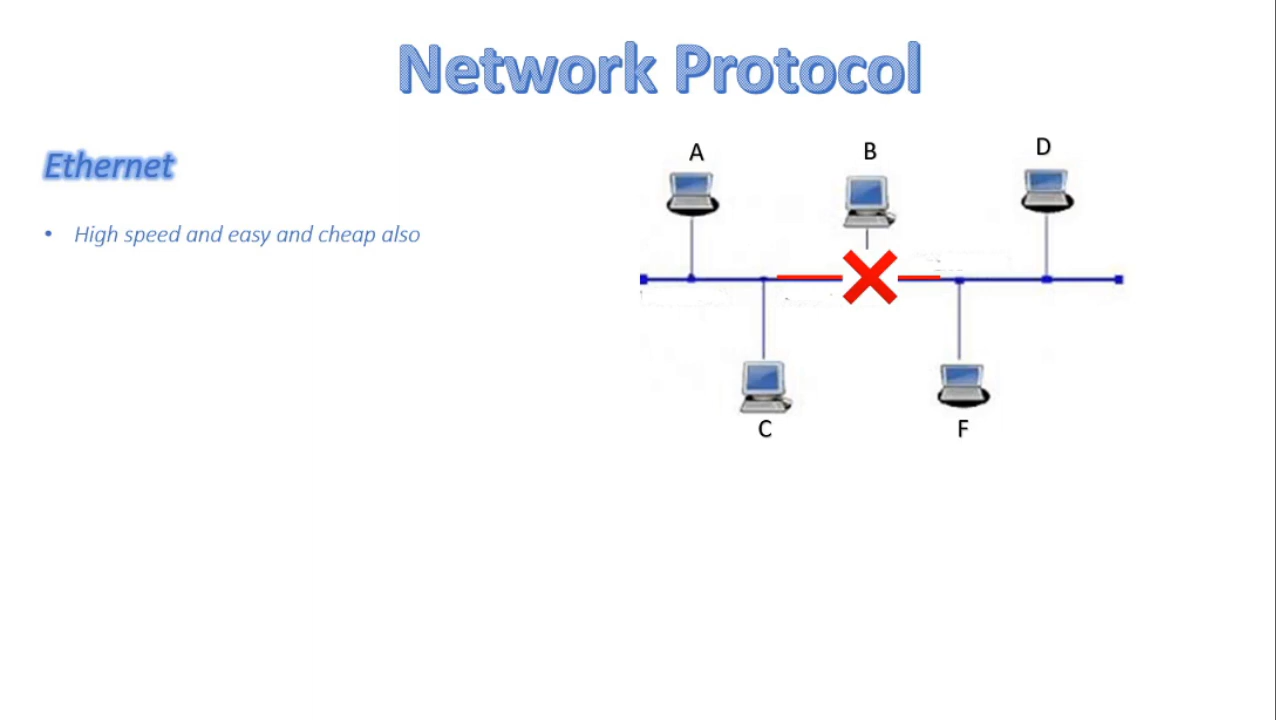 Network Protocol
Ethernet
• High speed and easy and cheap also
A
B
D
C
F